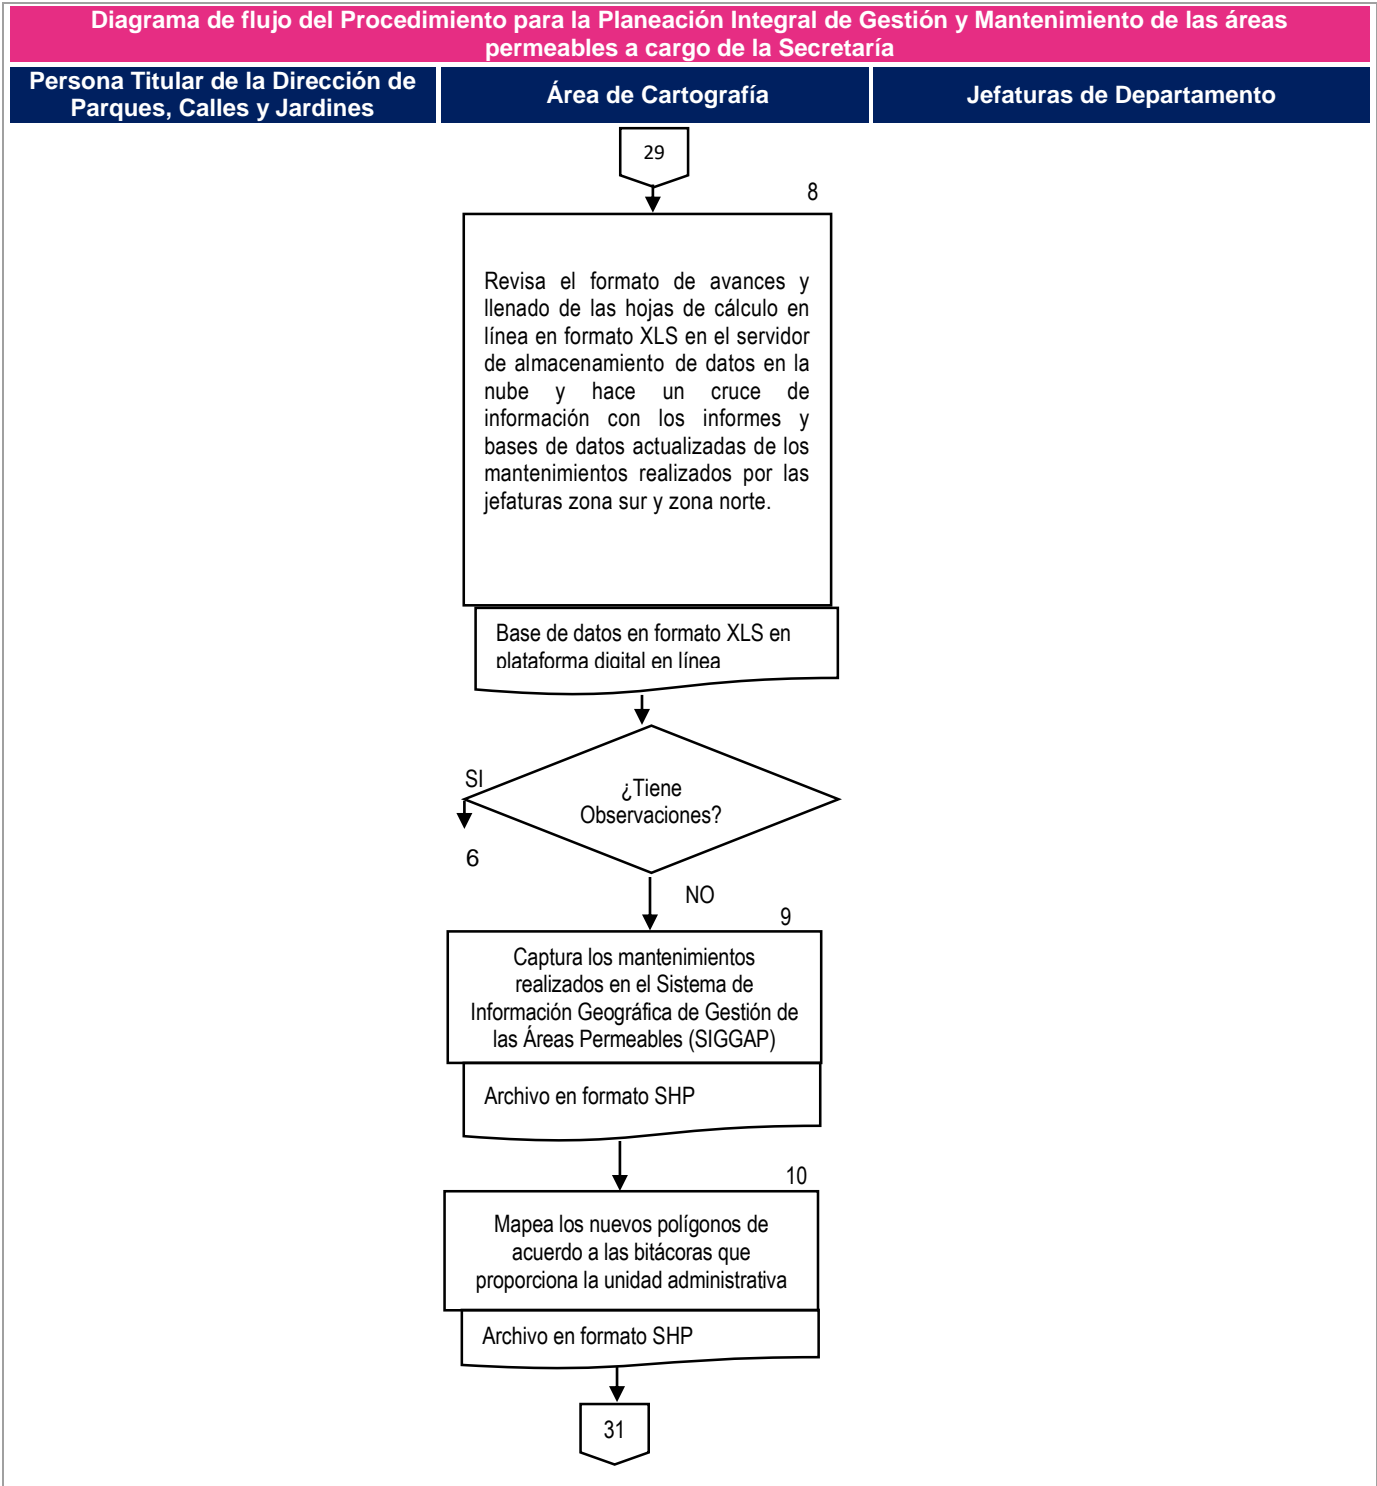 Diagrama de flujo del Procedimiento para la Planeación Integral de Gestión y Mantenimiento de las áreas
permeables a cargo de la Secretaría
Persona Titular de la Dirección de
Parques, Calles y Jardines
Área de Cartografía
Jefaturas de Departamento
29
8
Revisa el formato de avances y
llenado de las hojas de cálculo en
línea en formato XLS en el servidor
de almacenamiento de datos en la
nube y hace un cruce de
información con los informes y
bases de datos actualizadas de los
mantenimientos realizados por las
jefaturas zona sur y zona norte.
Base de datos en formato XLS en
plataforma digital en línea
SI
¿Tiene
Observaciones?
6
NO
9
Captura los mantenimientos
realizados en el Sistema de
Información Geográfica de Gestión de
las Áreas Permeables (SIGGAP)
Archivo en formato SHP
10
Mapea los nuevos polígonos de
acuerdo a las bitácoras que
proporciona la unidad administrativa
Archivo en formato SHP
31